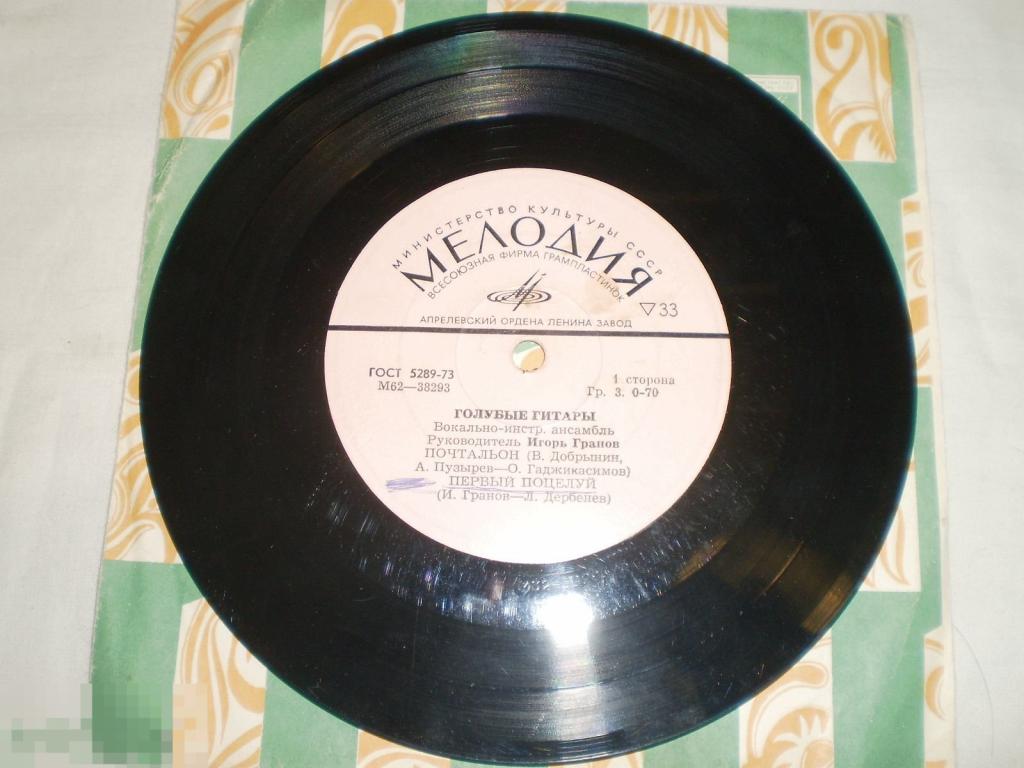 МИНИСТЕРСТВО КУЛЬТУРЫ СССР
МЕЛОДИЯ
ВСЕСОЮЗНАЯ ФИРМА ГРАМПЛАСТИНОК
33
АПРЕЛЕВСКИЙ ОРДЕНА ЛЕНИНА ЗАВОД
ГОСТ 5289-73
М62—38293
1 сторона
Гр. 3. 0-70
ГОЛУБЫЕ ГИТАРЫ
Вокально-инстр. ансамбль
Руководитель Игорь Гранов
ПОЧТАЛЬОН (В. Добрынин,
А. Пузырев—О. Гаджикасимов)
ПЕРВЫЙ ПОЦЕЛУЙ
(И. Гранов—Л. Дербенев)